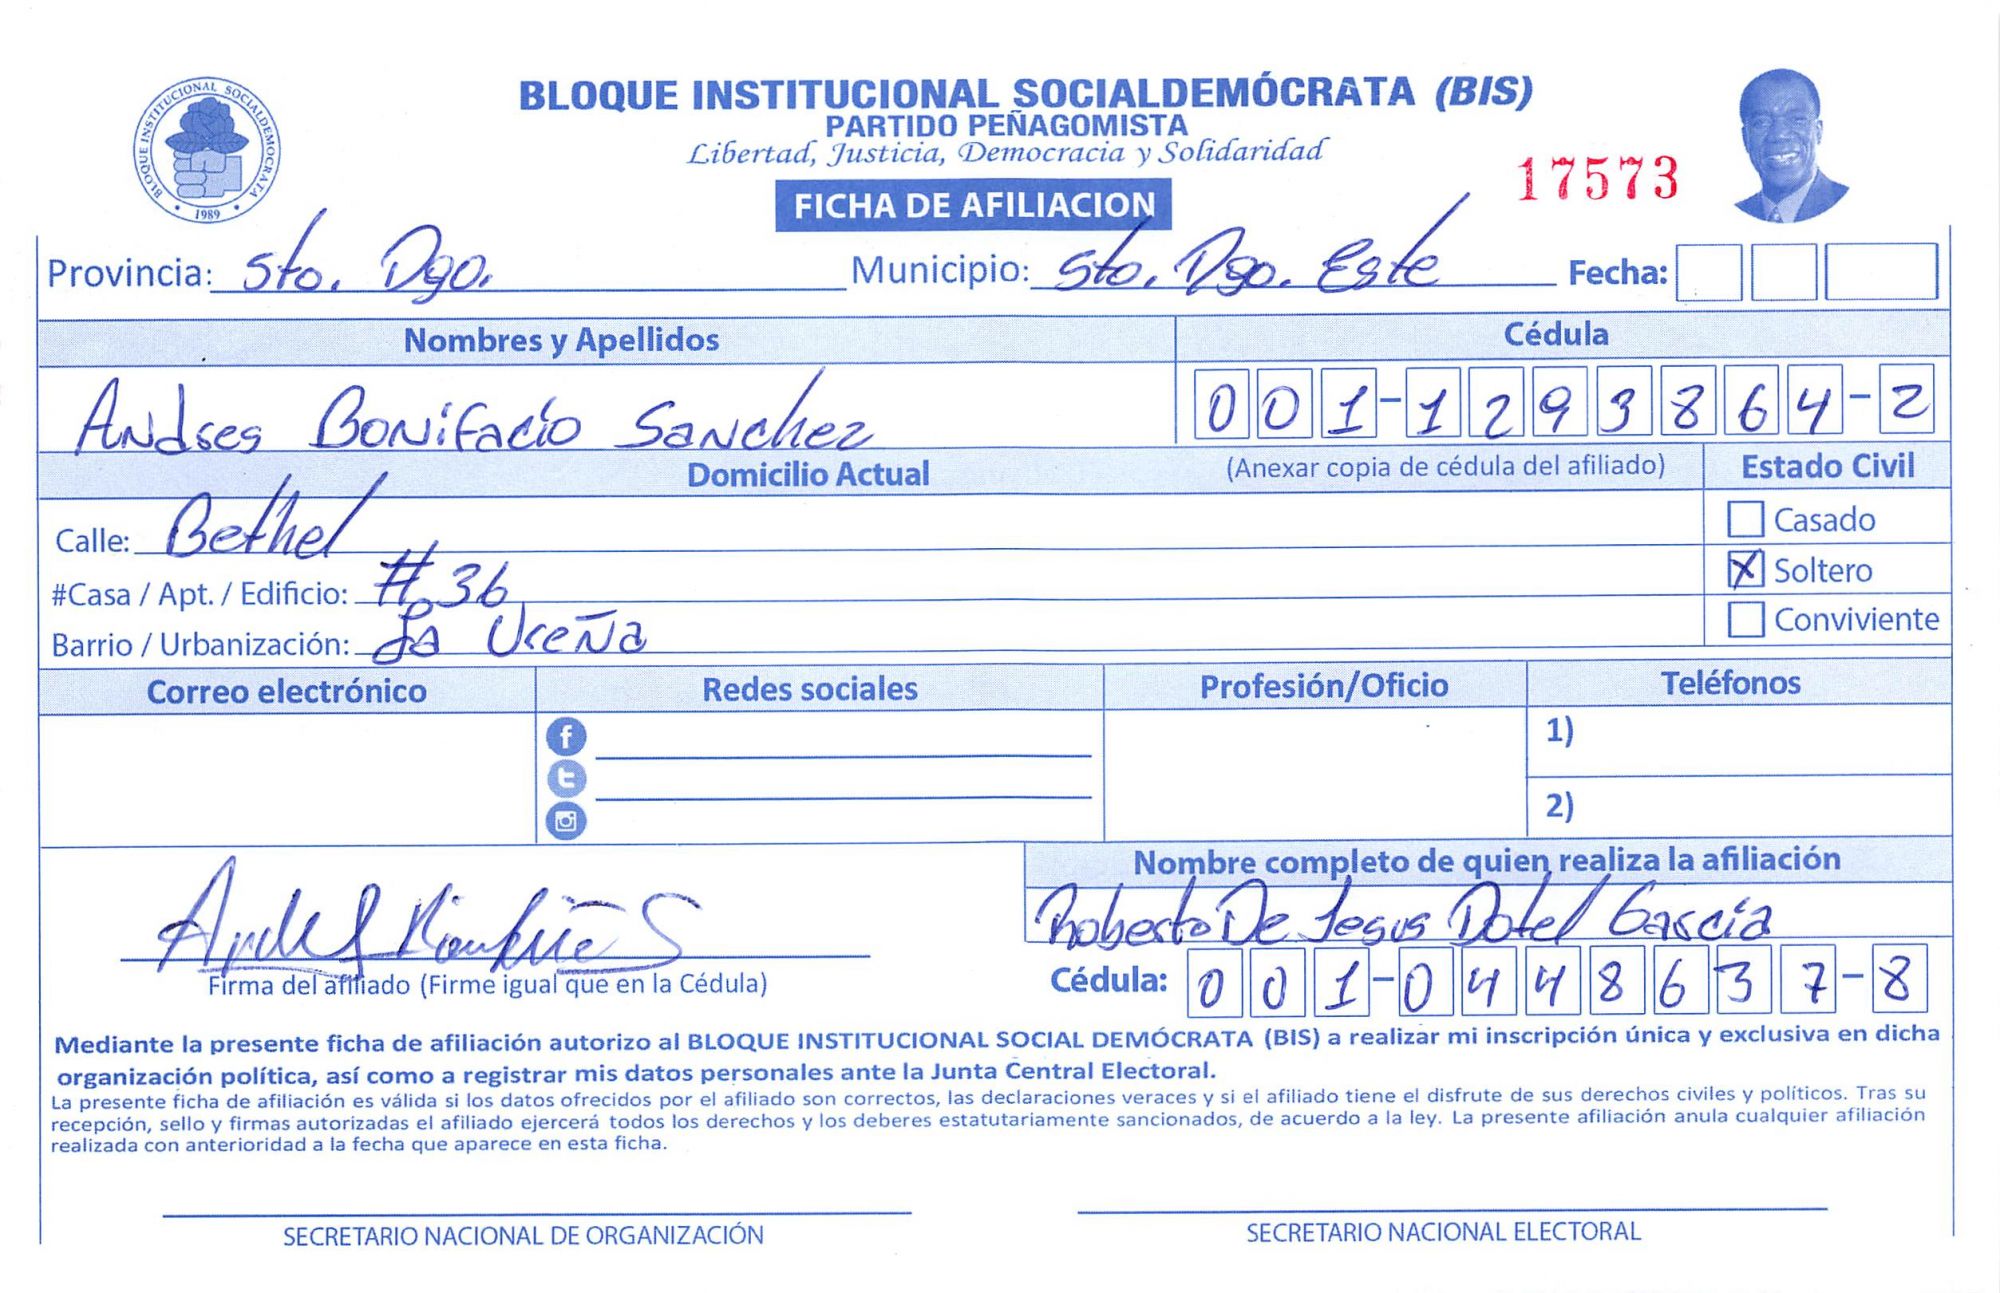 BLOQUE INSTITUCIONAL SOCIALDEMÓCRATA (BIS)
PARTIDO PEÑAGOMISTA
Libertad, Justicia, Democracia y Solidaridad
BLOQUE INSTITUCIONAL SOCIALDEMOCRATA
1989
17573
FICHA DE AFILIACION
Provincia: Sto. Dgo. Municipio: Sto. Dgo. Este Fecha:
Nombres y Apellidos Cédula
Andres Bonifacio Sanchez 001-1293864-2
Domicilio Actual (Anexar copia de cédula del afiliado) Estado Civil
Calle: Bethel Casado
#Casa / Apt. / Edificio: #36 X Soltero
Barrio / Urbanización: La Ureña Conviviente
Correo electrónico Redes sociales Profesión/Oficio Teléfonos
1)
2)
Nombre completo de quien realiza la afiliación
Roberto De Jesus Dotel Garcia
Firma del afiliado (Firme igual que en la Cédula) Cédula: 001-0448637-8
Mediante la presente ficha de afiliación autorizo al BLOQUE INSTITUCIONAL SOCIAL DEMÓCRATA (BIS) a realizar mi inscripción única y exclusiva en dicha
organización política, así como a registrar mis datos personales ante la Junta Central Electoral.
La presente ficha de afiliación es válida si los datos ofrecidos por el afiliado son correctos, las declaraciones veraces y si el afiliado tiene el disfrute de sus derechos civiles y políticos. Tras su
recepción, sello y firmas autorizadas el afiliado ejercerá todos los derechos y los deberes estatutariamente sancionados, de acuerdo a la ley. La presente afiliación anula cualquier afiliación
realizada con anterioridad a la fecha que aparece en esta ficha.
SECRETARIO NACIONAL DE ORGANIZACIÓN SECRETARIO NACIONAL ELECTORAL